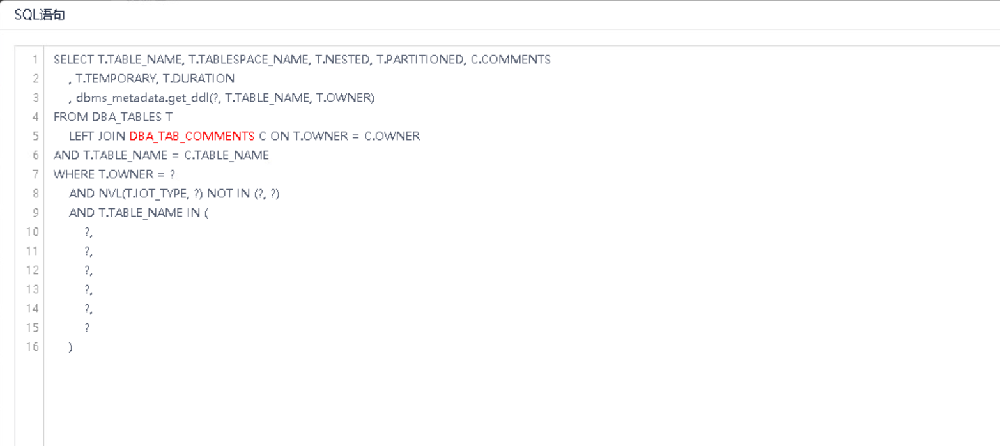 SQL语句
1 SELECT T.TABLE_NAME, T.TABLESPACE_NAME, T.NESTED, T.PARTITIONED, C.COMMENTS
2 , T.TEMPORARY, T.DURATION
3 , dbms_metadata.get_ddl(?, T.TABLE_NAME, T.OWNER)
4 FROM DBA_TABLES T
5 LEFT JOIN DBA_TAB_COMMENTS C ON T.OWNER = C.OWNER
6 AND T.TABLE_NAME = C.TABLE_NAME
7 WHERE T.OWNER = ?
8 AND NVL(T.IOT_TYPE, ?) NOT IN (?, ?)
9 AND T.TABLE_NAME IN (
10 ?,
11 ?,
12 ?,
13 ?,
14 ?,
15 ?
16 )